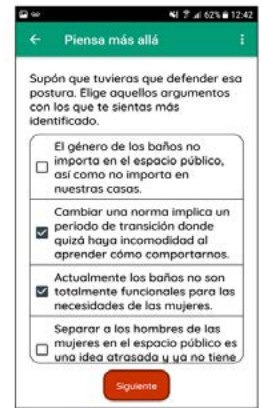 62% 12:42
Piensa más allá
Supón que tuvieras que defender esa
postura. Elige aquellos argumentos
con los que te sientas más
identificado.
El género de los baños no
importa en el espacio público,
así como no importa en
nuestras casas.
Cambiar una norma implica un
periodo de transición donde
quizá haya incomodidad al
aprender cómo comportarnos.
Actualmente los baños no son
totalmente funcionales para las
necesidades de las mujeres.
Separar a los hombres de las
mujeres en el espacio público es
una idea atrasada y ya no tiene
Siguiente